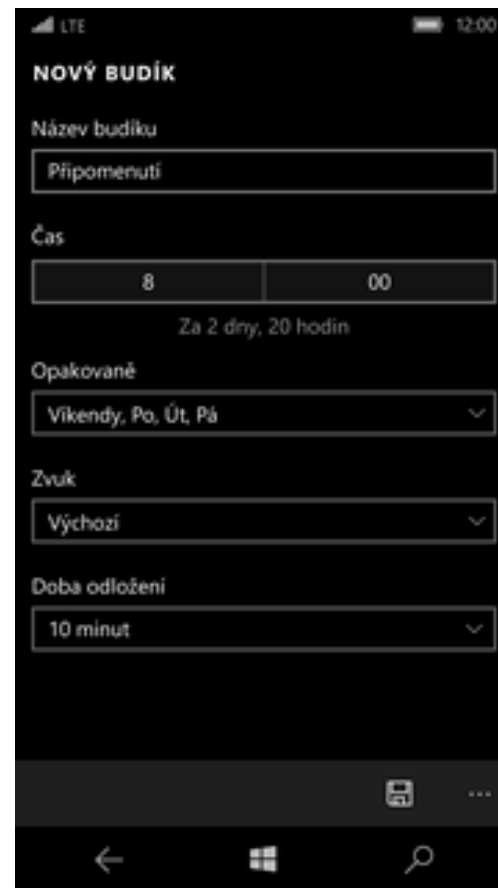 LTE 12:00
NOVÝ BUDÍK
Název budíku
Připomenutí
Čas
8 00
Za 2 dny, 20 hodin
Opakovaně
Víkendy, Po, Út, Pá
Zvuk
Výchozí
Doba odložení
10 minut